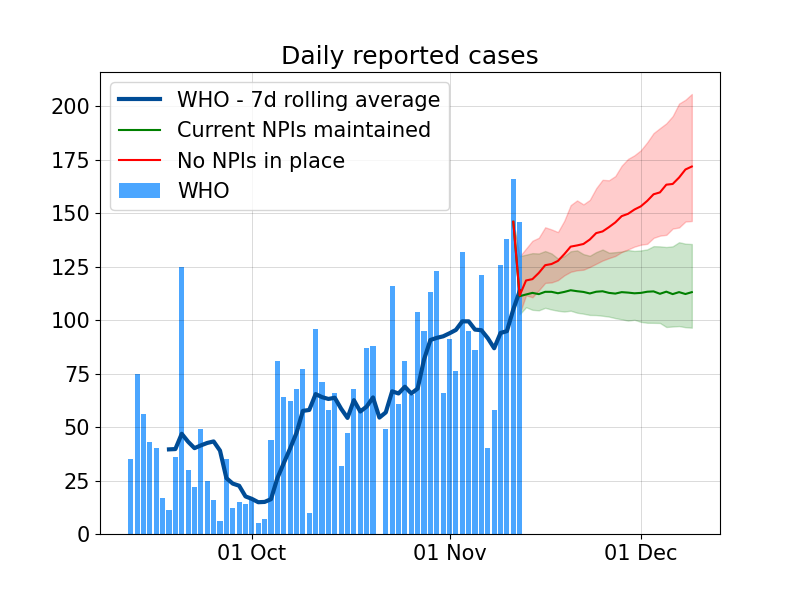 Daily reported cases
WHO - 7d rolling average
Current NPIs maintained
No NPIs in place
WHO
200
175
150
125
100
75
50
25
0
01 Oct
01 Nov
01 Dec